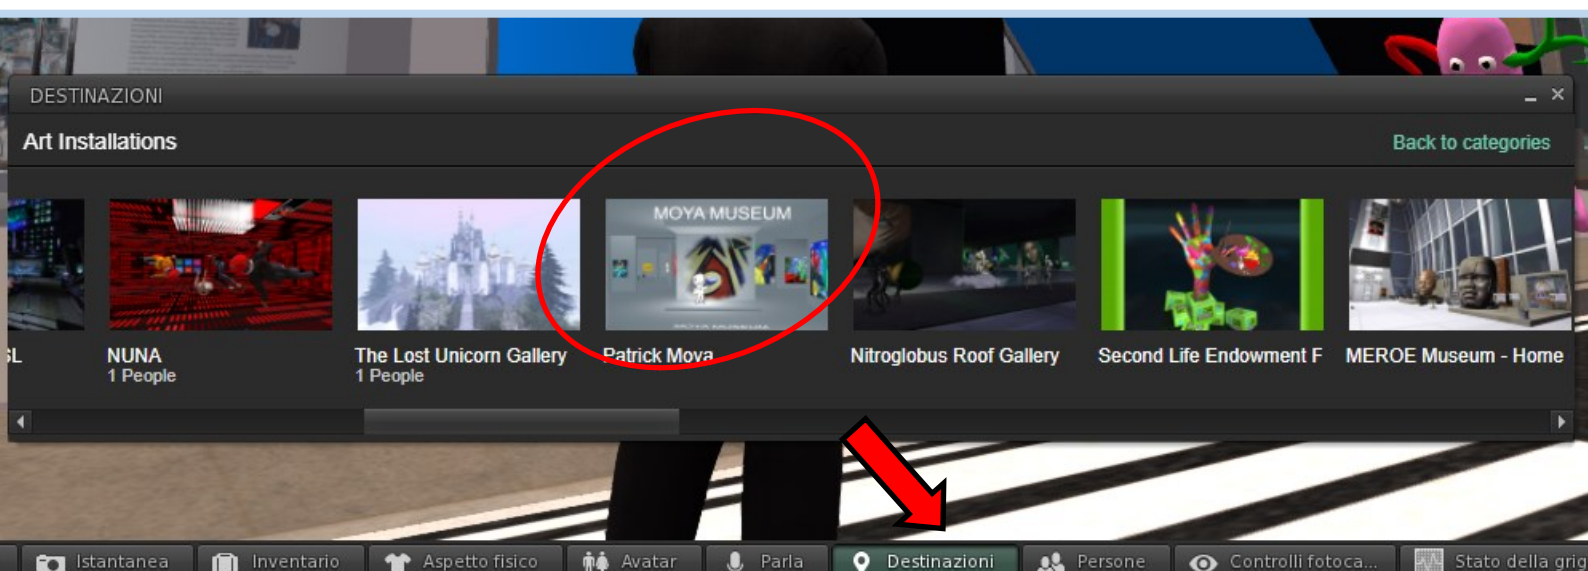 DESTINAZIONI
Art Installations
Back to categories
MOYA MUSEUM
SL
NUNA
1 People
The Lost Unicorn Gallery
1 People
Patrick Moya
Nitroglobus Roof Gallery
Second Life Endowment F
MEROE Museum - Home
Istantanea
Inventario
Aspetto fisico
Avatar
Parla
Destinazioni
Persone
Controlli fotoca...
Stato della grig